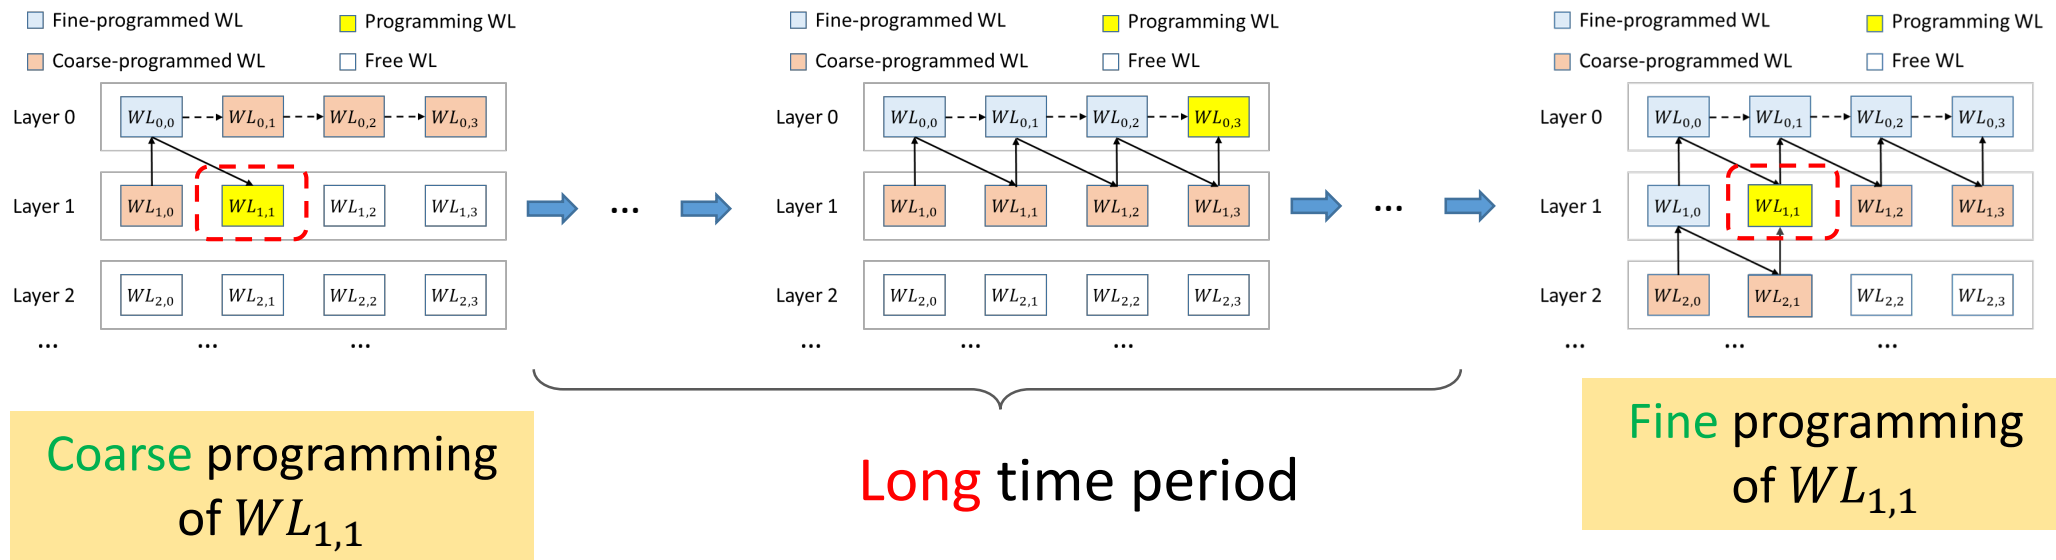 Fine-programmed WL Programming WL
Coarse-programmed WL Free WL
Layer 0 WL0,0 WL0,1 WL0,2 WL0,3
Layer 1 WL1,0 WL1,1 WL1,2 WL1,3
Layer 2 WL2,0 WL2,1 WL2,2 WL2,3
... ... ...
Coarse programming
of WL1,1
...
Fine-programmed WL Programming WL
Coarse-programmed WL Free WL
Layer 0 WL0,0 WL0,1 WL0,2 WL0,3
Layer 1 WL1,0 WL1,1 WL1,2 WL1,3
Layer 2 WL2,0 WL2,1 WL2,2 WL2,3
... ... ...
Long time period
...
Fine-programmed WL Programming WL
Coarse-programmed WL Free WL
Layer 0 WL0,0 WL0,1 WL0,2 WL0,3
Layer 1 WL1,0 WL1,1 WL1,2 WL1,3
Layer 2 WL2,0 WL2,1 WL2,2 WL2,3
... ... ...
Fine programming
of WL1,1